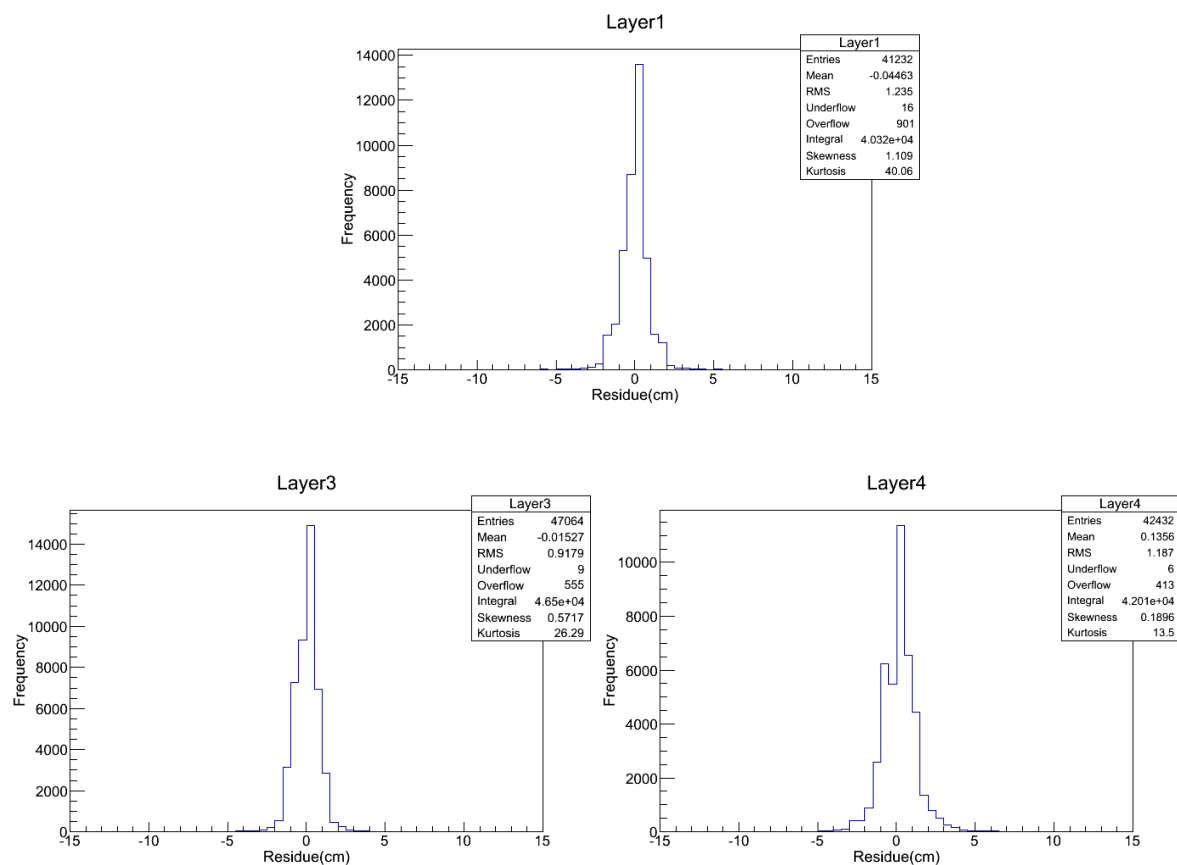 Layer1
Layer1
Entries 41232
Mean -0.04463
RMS 1.235
Underflow 16
Overflow 901
Integral 4.032e+04
Skewness 1.109
Kurtosis 40.06
14000
12000
10000
8000
6000
4000
2000
0
Frequency
-15 -10 -5 0 5 10 15
Residue(cm)
Layer3
Layer3
Entries 47064
Mean -0.01527
RMS 0.9179
Underflow 9
Overflow 555
Integral 4.65e+04
Skewness 0.5717
Kurtosis 26.29
14000
12000
10000
8000
6000
4000
2000
0
Frequency
-15 -10 -5 0 5 10 15
Residue(cm)
Layer4
Layer4
Entries 42432
Mean 0.1356
RMS 1.187
Underflow 6
Overflow 413
Integral 4.201e+04
Skewness 0.1896
Kurtosis 13.5
10000
8000
6000
4000
2000
0
Frequency
-15 -10 -5 0 5 10 15
Residue(cm)